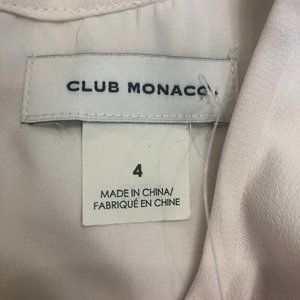 CLUB MONACO
4
MADE IN CHINA/
FABRIQUÉ EN CHINE